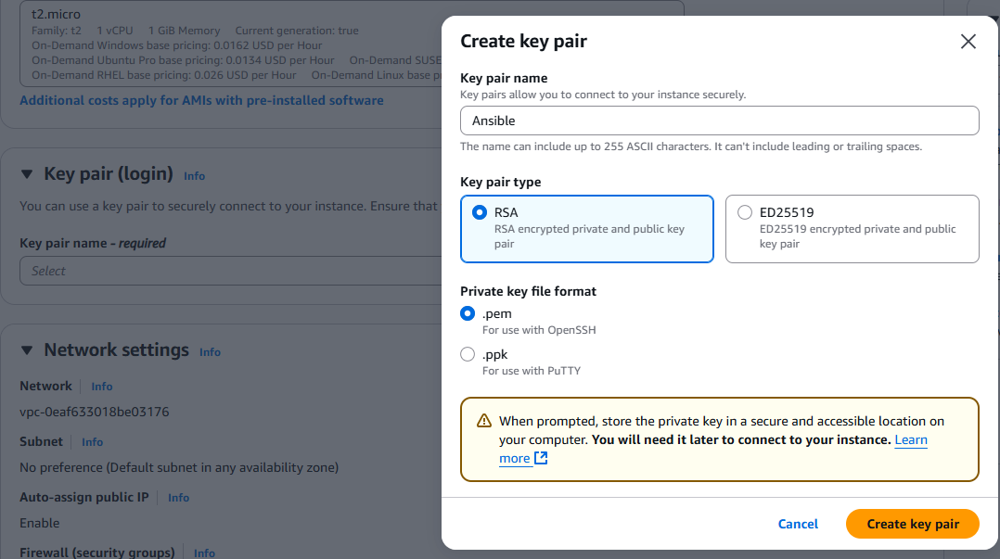 t2.micro
Family: t2 1 vCPU 1 GiB Memory Current generation: true
On-Demand Windows base pricing: 0.0162 USD per Hour
On-Demand Ubuntu Pro base pricing: 0.0134 USD per Hour On-Demand SUSE
On-Demand RHEL base pricing: 0.026 USD per Hour On-Demand Linux base
Additional costs apply for AMIs with pre-installed software
Key pair (login) Info
You can use a key pair to securely connect to your instance. Ensure that
Key pair name - required
Select
Network settings Info
Network Info
vpc-0eaf633018be03176
Subnet Info
No preference (Default subnet in any availability zone)
Auto-assign public IP Info
Enable
Firewall (security groups) Info
Create key pair
Key pair name
Key pairs allow you to connect to your instance securely.
Ansible
The name can include up to 255 ASCII characters. It can't include leading or trailing spaces.
Key pair type
RSA
RSA encrypted private and public key
pair
ED25519
ED25519 encrypted private and public
key pair
Private key file format
.pem
For use with OpenSSH
.ppk
For use with PuTTY
When prompted, store the private key in a secure and accessible location on
your computer. You will need it later to connect to your instance. Learn
more
Cancel
Create key pair